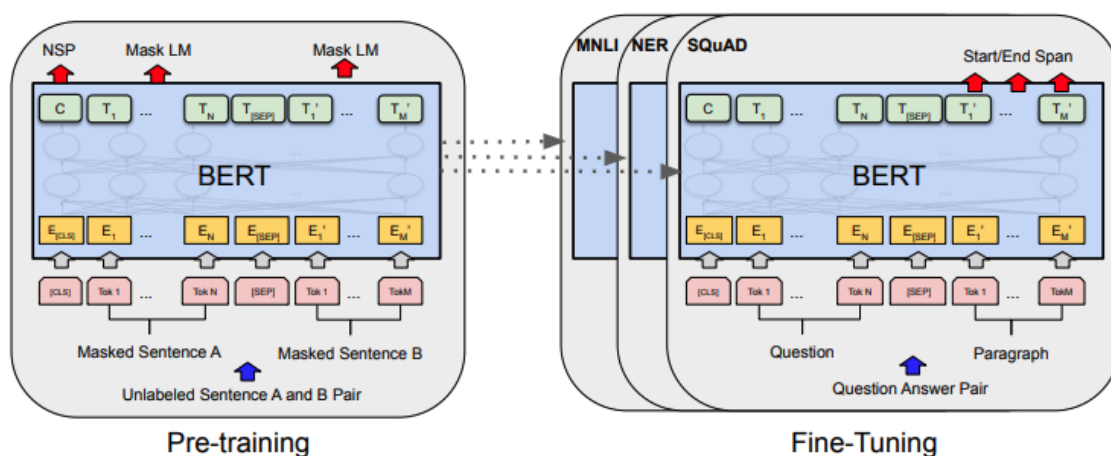 NSP Mask LM Mask LM
C T1 ... TN T[SEP] T1' ... TM'
...
...
BERT
E[CLS] E1 ... EN E[SEP] E1' ... EM'
[CLS] Tok 1 ... Tok N [SEP] Tok 1 ... TokM
Masked Sentence A Masked Sentence B
Unlabeled Sentence A and B Pair
Pre-training
MNLI NER SQuAD
Start/End Span
C T1 ... TN T[SEP] T1' ... TM'
...
...
BERT
E[CLS] E1 ... EN E[SEP] E1' ... EM'
[CLS] Tok 1 ... Tok N [SEP] Tok 1 ... TokM
Question Paragraph
Question Answer Pair
Fine-Tuning